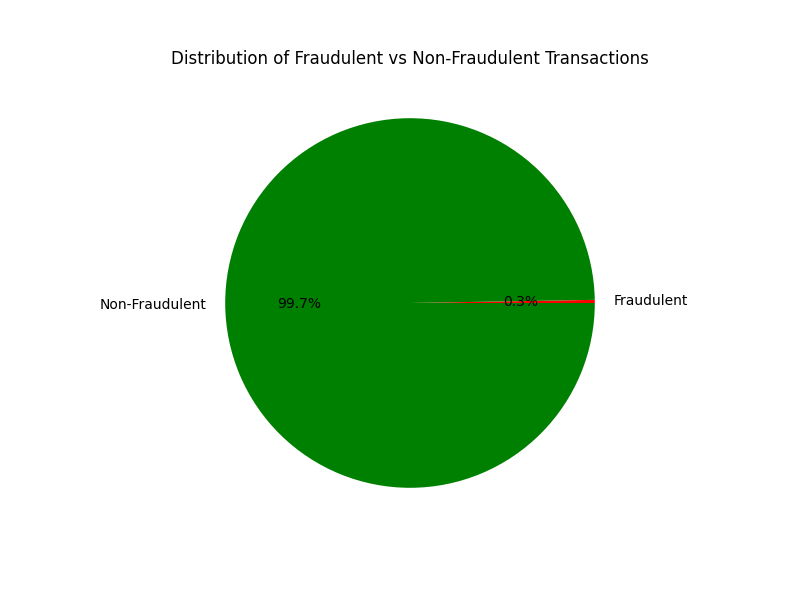 Distribution of Fraudulent vs Non-Fraudulent Transactions
Non-Fraudulent
99.7%
0.3%
Fraudulent